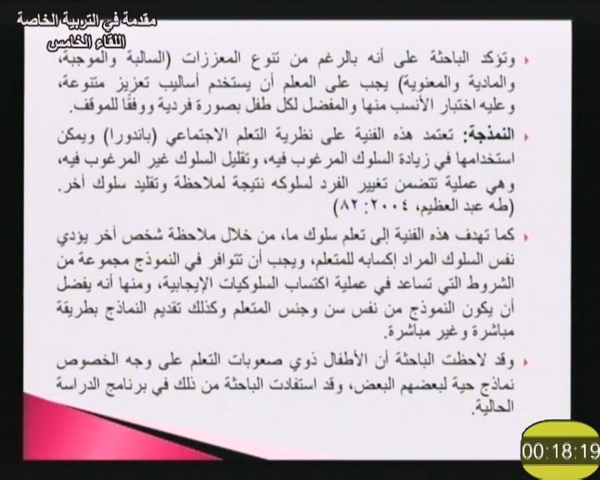 مقدمة في التربية الخاصة
اللقاء الخامس
وتؤكد الباحثة على أنه بالرغم من تنوع المعززات (السالبة والموجبة،
والمادية والمعنوية) يجب على المعلم أن يستخدم أساليب تعزيز متنوعة،
وعليه اختبار الأنسب منها والمفضل لكل طفل بصورة فردية ووفقًا للموقف.
النمذجة: تعتمد هذه الفنية على نظرية التعلم الاجتماعي (باندورا) ويمكن
استخدامها في زيادة السلوك المرغوب فيه، وتقليل السلوك غير المرغوب فيه،
وهي عملية تتضمن تغيير الفرد لسلوكه نتيجة لملاحظة وتقليد سلوك أخر.
(طه عبد العظيم، ٢٠٠٤: ٨٢)
كما تهدف هذه الفنية إلى تعلم سلوك ما، من خلال ملاحظة شخص أخر يؤدي
نفس السلوك المراد إكسابه للمتعلم، ويجب أن تتوافر في النموذج مجموعة من
الشروط التي تساعد في عملية اكتساب السلوكيات الإيجابية، ومنها أنه يفضل
أن يكون النموذج من نفس سن وجنس المتعلم وكذلك تقديم النماذج بطريقة
مباشرة وغير مباشرة.
وقد لاحظت الباحثة أن الأطفال ذوي صعوبات التعلم على وجه الخصوص
نماذج حية لبعضهم البعض، وقد استفادت الباحثة من ذلك في برنامج الدراسة
الحالية.
00:18:19